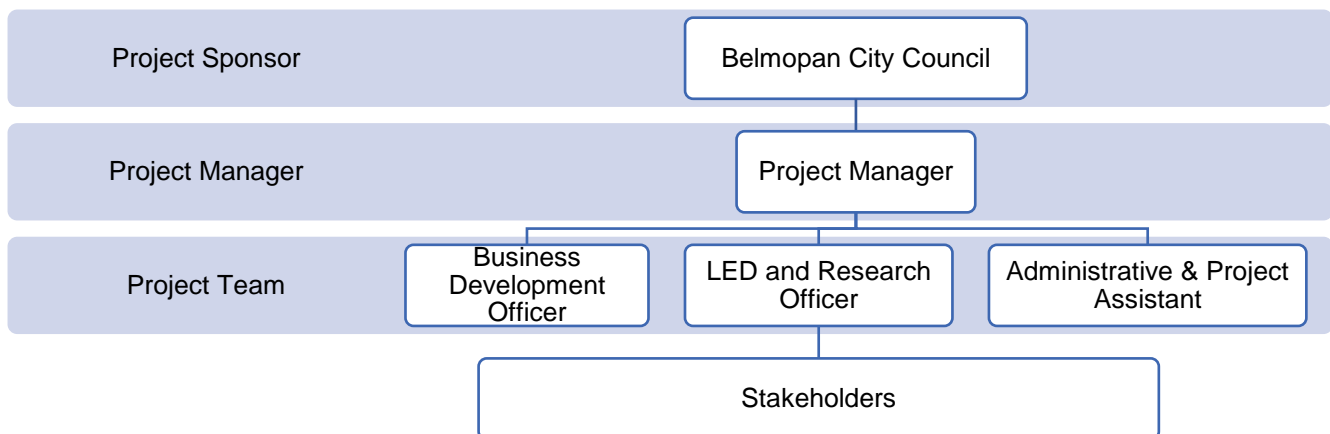 Project Sponsor
Belmopan City Council
Project Manager
Project Manager
Project Team
Business
Development
Officer
LED and Research
Officer
Administrative & Project
Assistant
Stakeholders